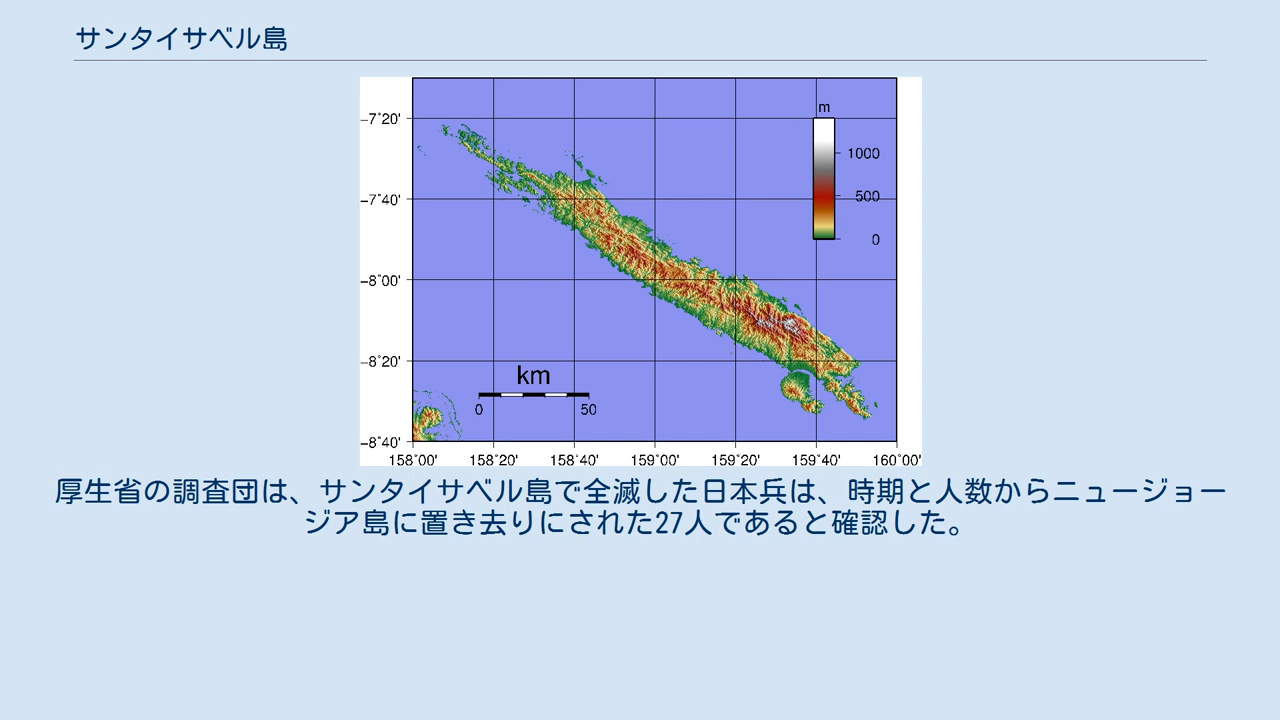 サンタイサベル島
m
1000
500
0
−7˚20'
−7˚40'
−8˚00'
−8˚20'
−8˚40'
km
0 50
158˚00' 158˚20' 158˚40' 159˚00' 159˚20' 159˚40' 160˚00'
厚生省の調査団は、サンタイサベル島で全滅した日本兵は、時期と人数からニュージョー
ジア島に置き去りにされた27人であると確認した。